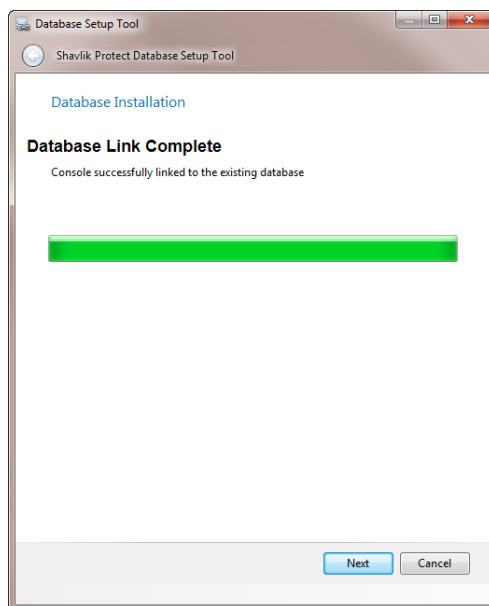 Database Setup Tool
Shavlik Protect Database Setup Tool
Database Installation
Database Link Complete
Console successfully linked to the existing database
Next
Cancel